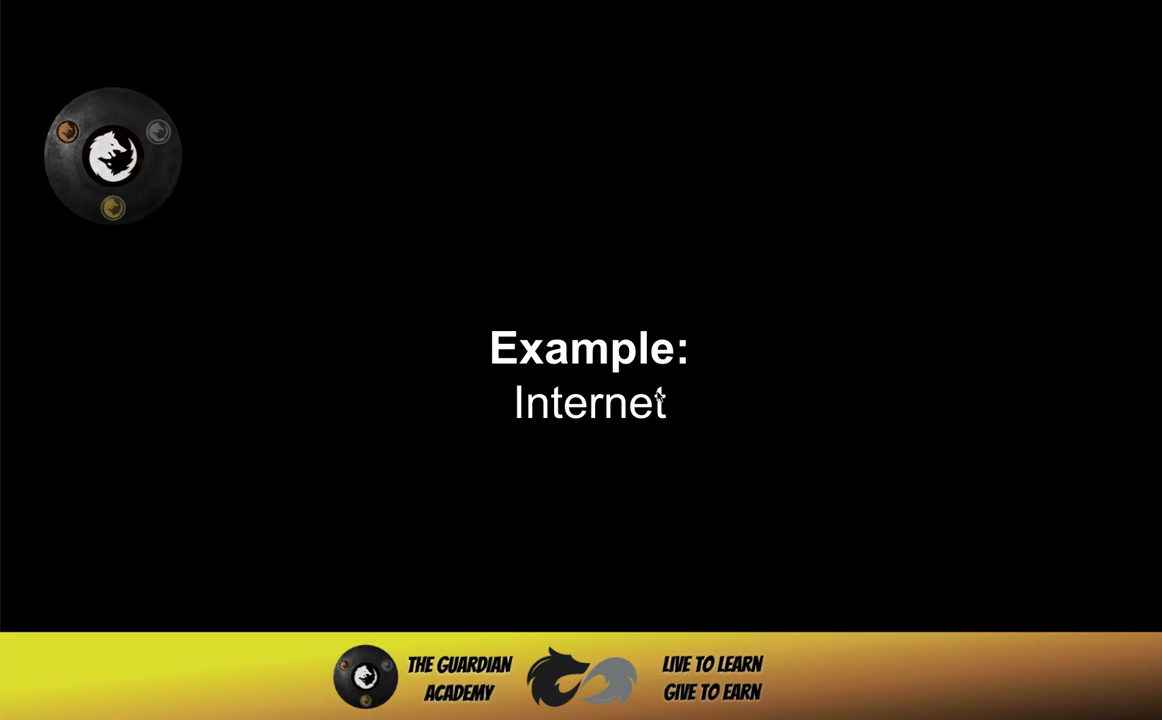 Example:
Internet
THE GUARDIAN
ACADEMY
LIVE TO LEARN
GIVE TO EARN